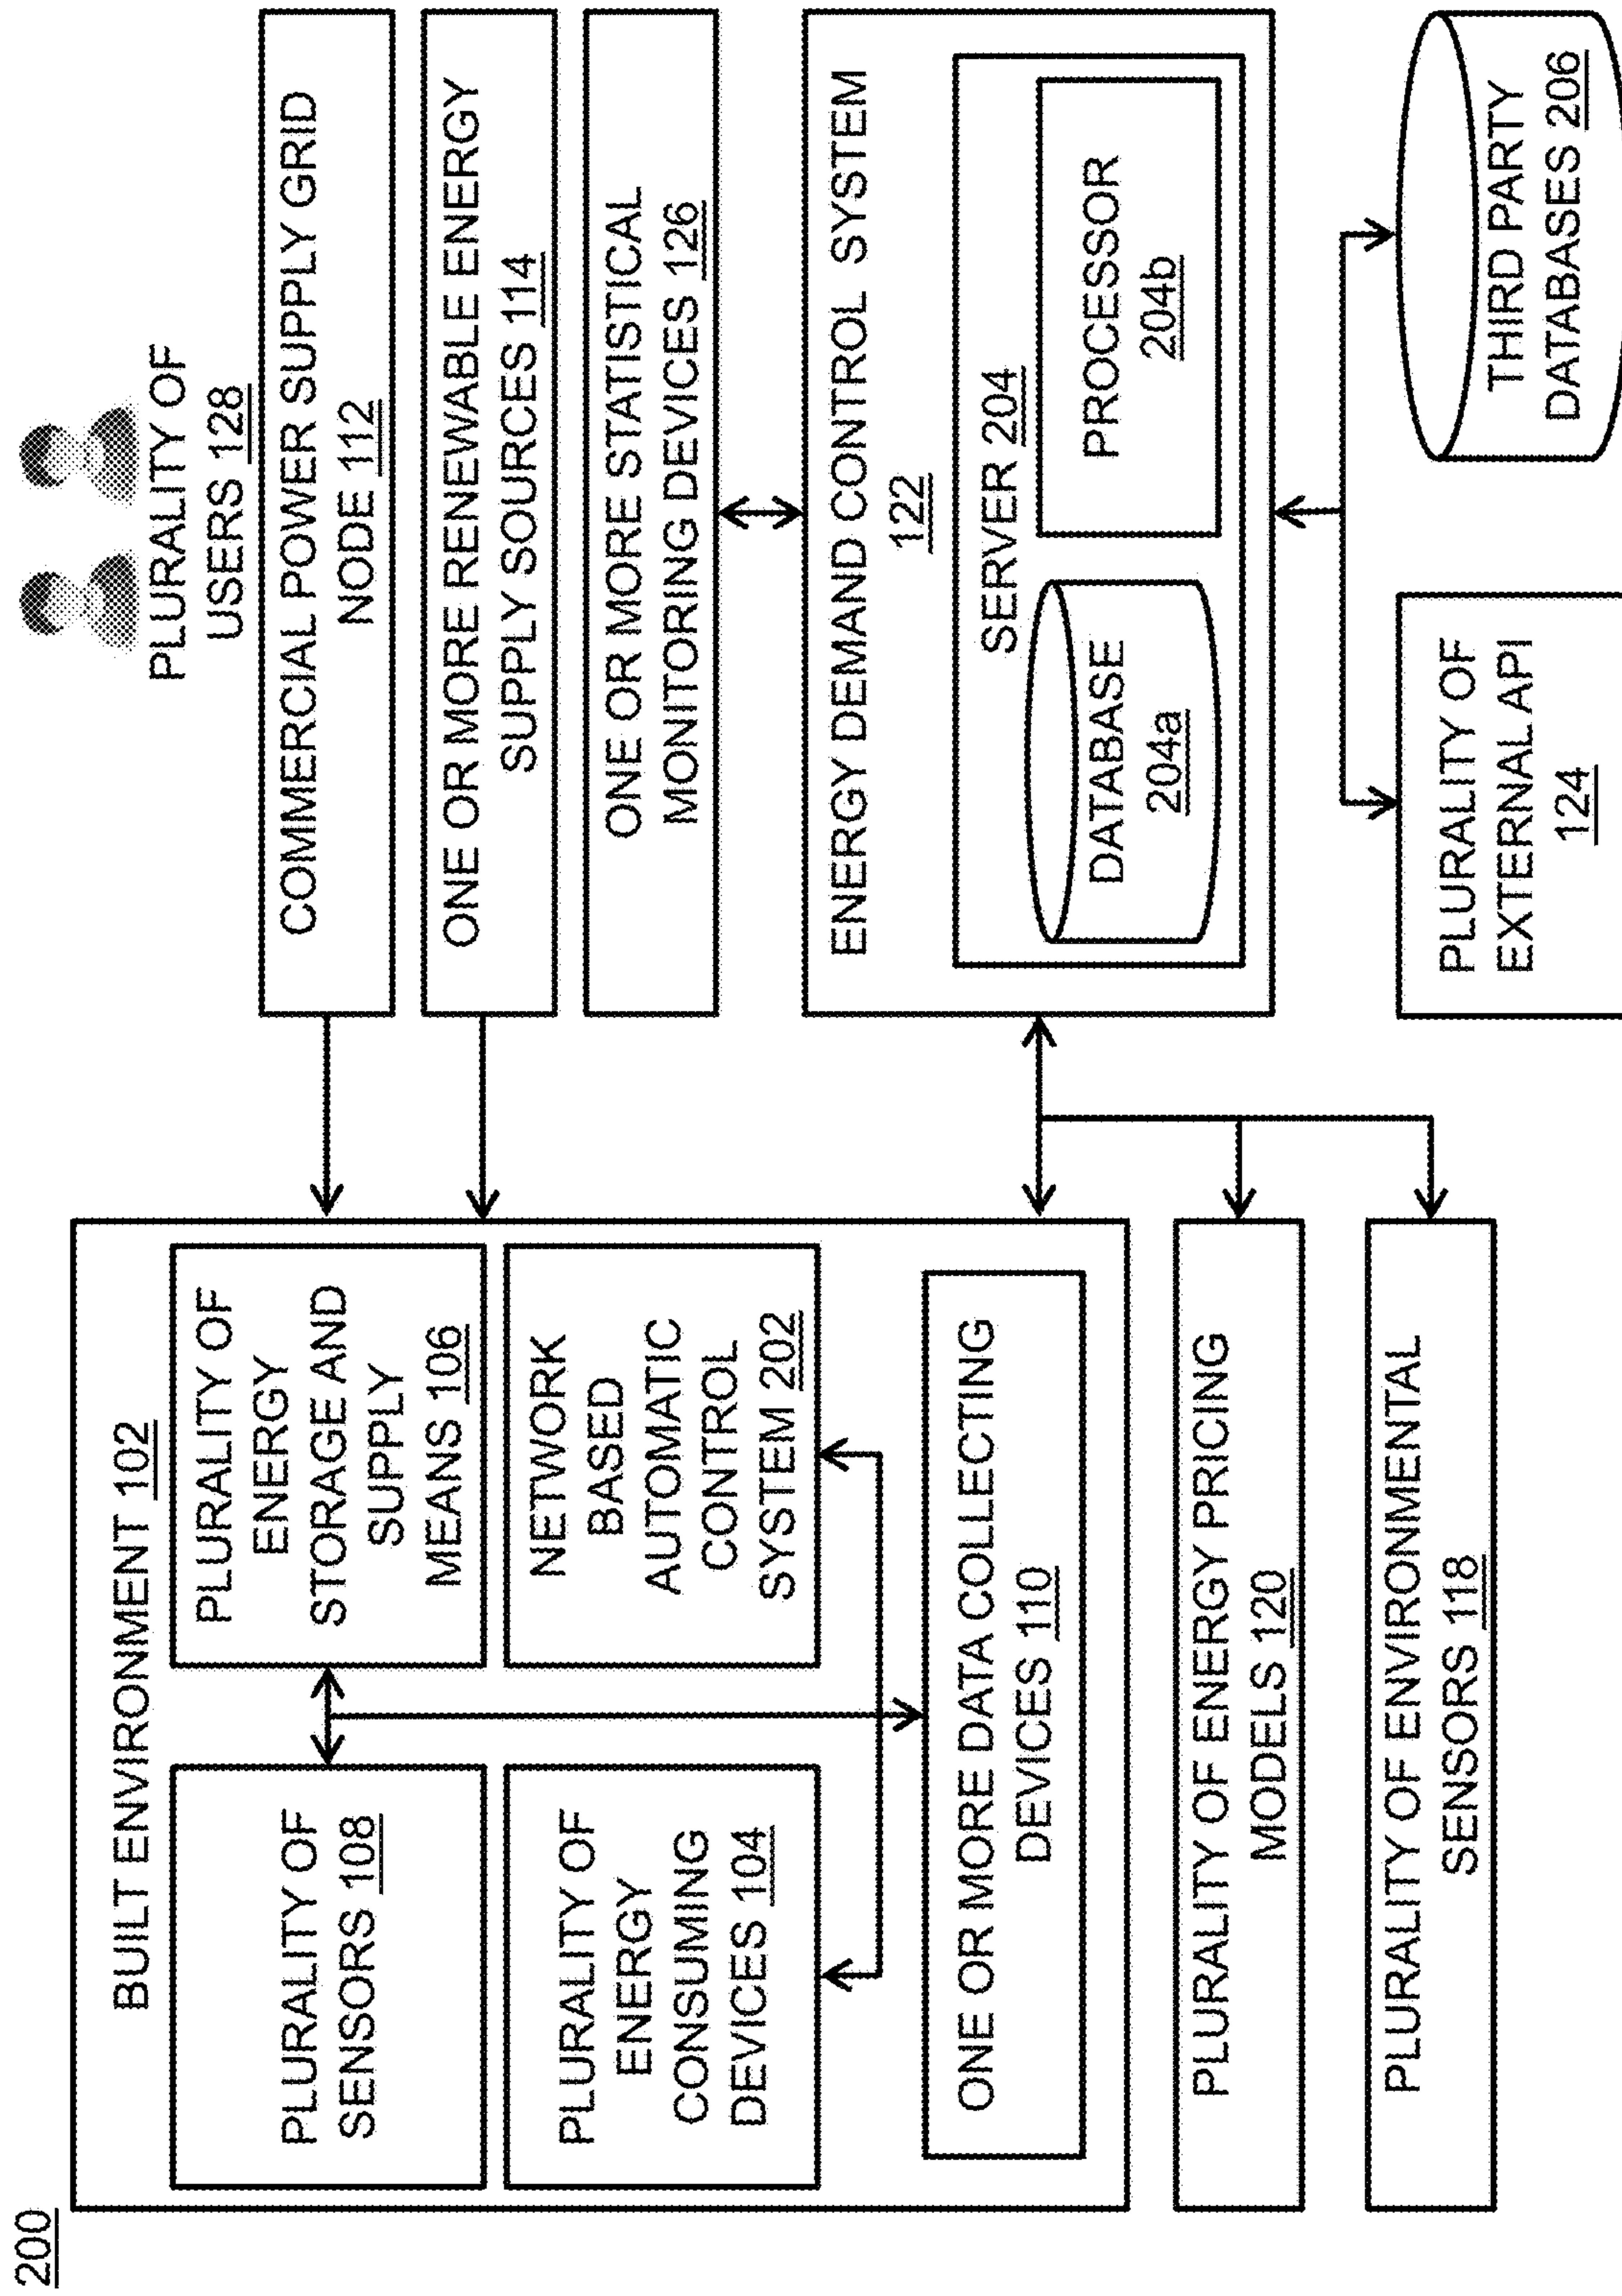 200
BUILT ENVIRONMENT 102
PLURALITY OF
SENSORS 108
PLURALITY OF
ENERGY
STORAGE AND
SUPPLY
MEANS 106
PLURALITY OF
ENERGY
CONSUMING
DEVICES 104
NETWORK
BASED
AUTOMATIC
CONTROL
SYSTEM 202
ONE OR MORE DATA COLLECTING
DEVICES 110
PLURALITY OF ENERGY PRICING
MODELS 120
PLURALITY OF ENVIRONMENTAL
SENSORS 118
PLURALITY OF
USERS 128
COMMERCIAL POWER SUPPLY GRID
NODE 112
ONE OR MORE RENEWABLE ENERGY
SUPPLY SOURCES 114
ONE OR MORE STATISTICAL
MONITORING DEVICES 126
ENERGY DEMAND CONTROL SYSTEM
122
SERVER 204
DATABASE
204a
PROCESSOR
204b
PLURALITY OF
EXTERNAL API
124
THIRD PARTY
DATABASES 206